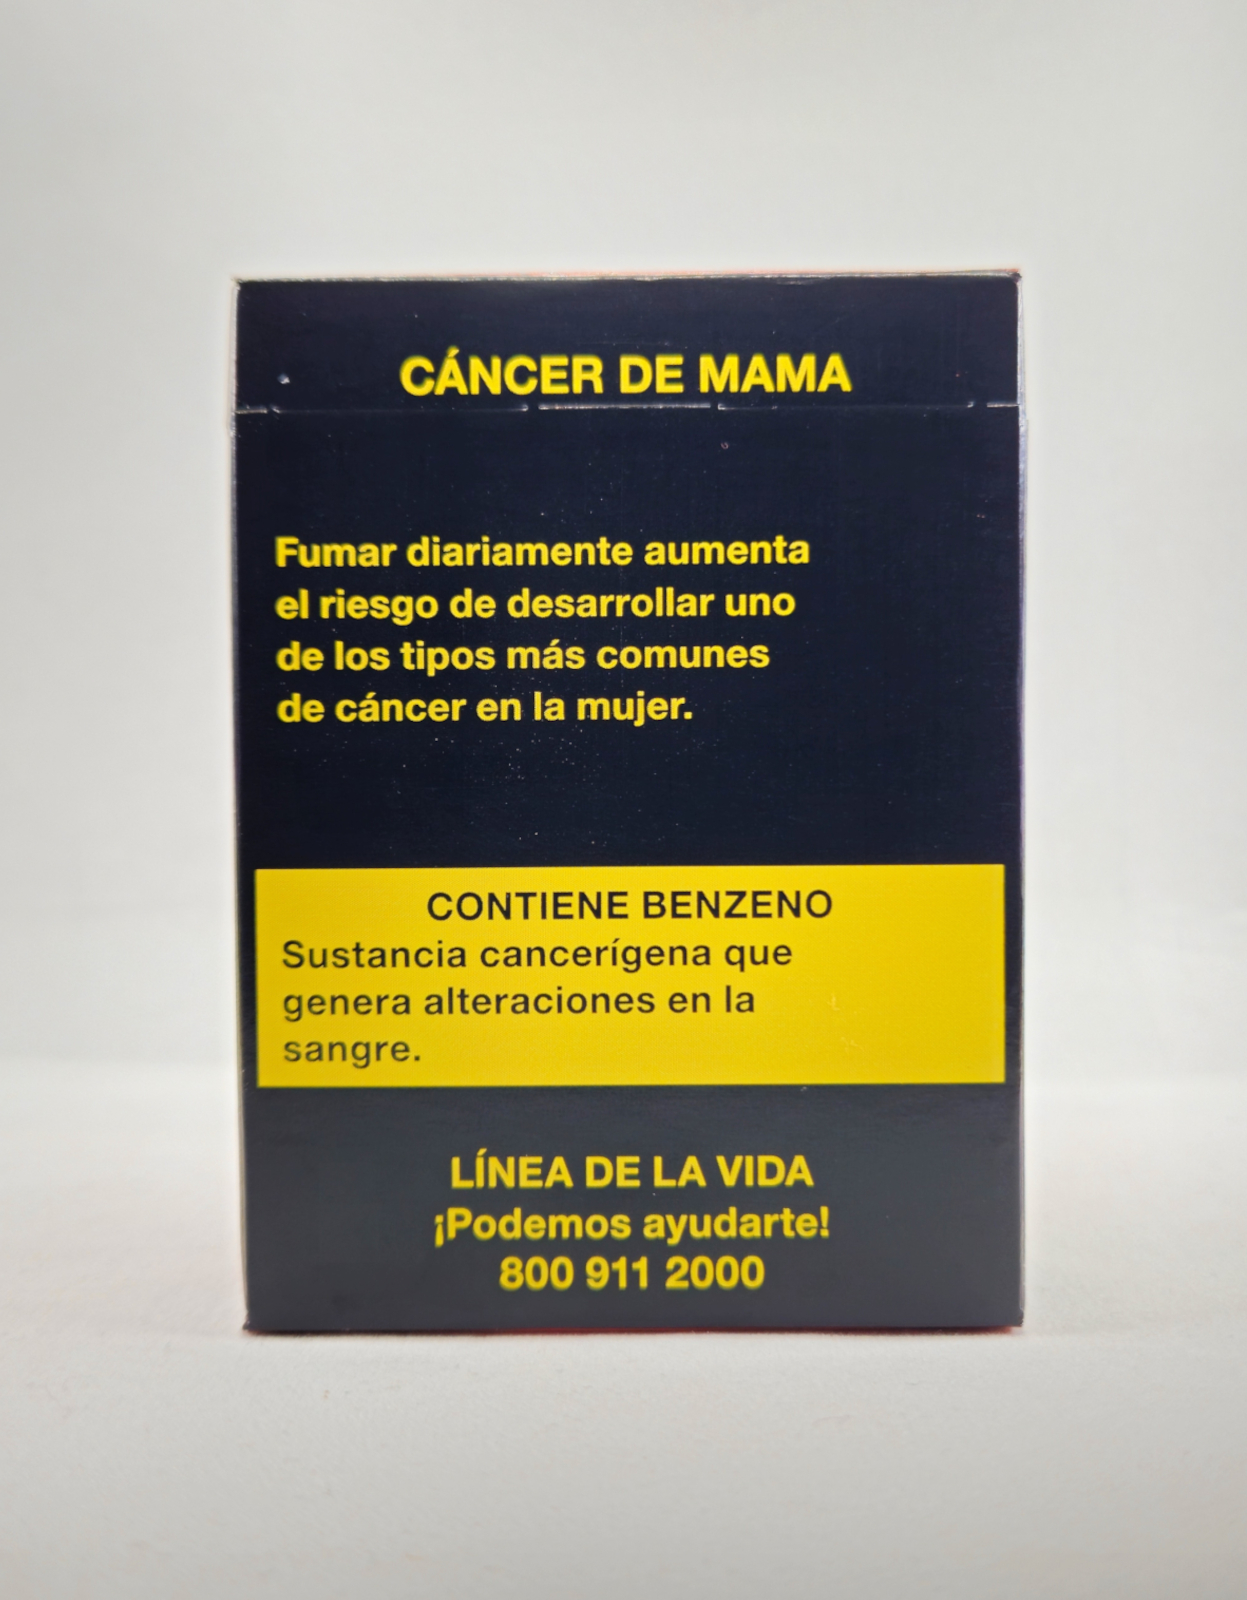 CÁNCER DE MAMA
Fumar diariamente aumenta
el riesgo de desarrollar uno
de los tipos más comunes
de cáncer en la mujer.
CONTIENE BENZENO
Sustancia cancerígena que
genera alteraciones en la
sangre.
LÍNEA DE LA VIDA
¡Podemos ayudarte!
800 911 2000